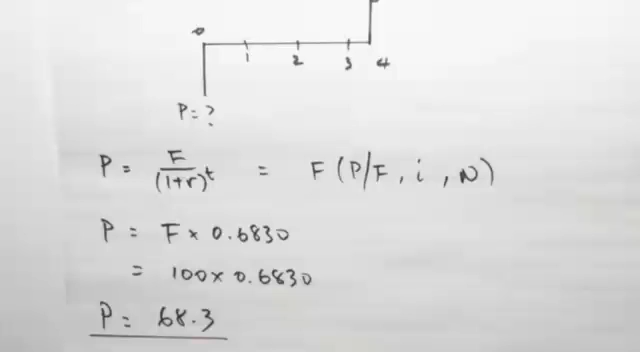 0
1 2 3 4
P = ?
P = F/(1+r)^t = F (P/F, i, N)
P = F × 0.6830
= 100 × 0.6830
P = 68.3